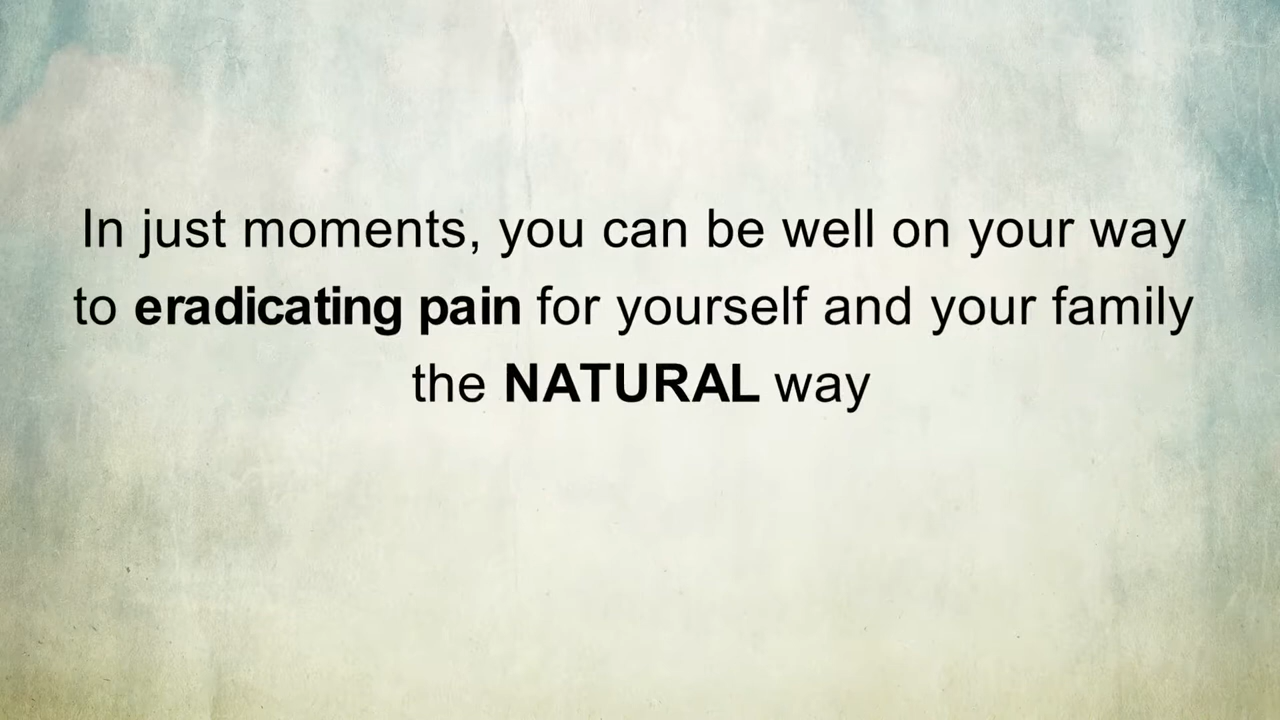 In just moments, you can be well on your way
to eradicating pain for yourself and your family
the NATURAL way